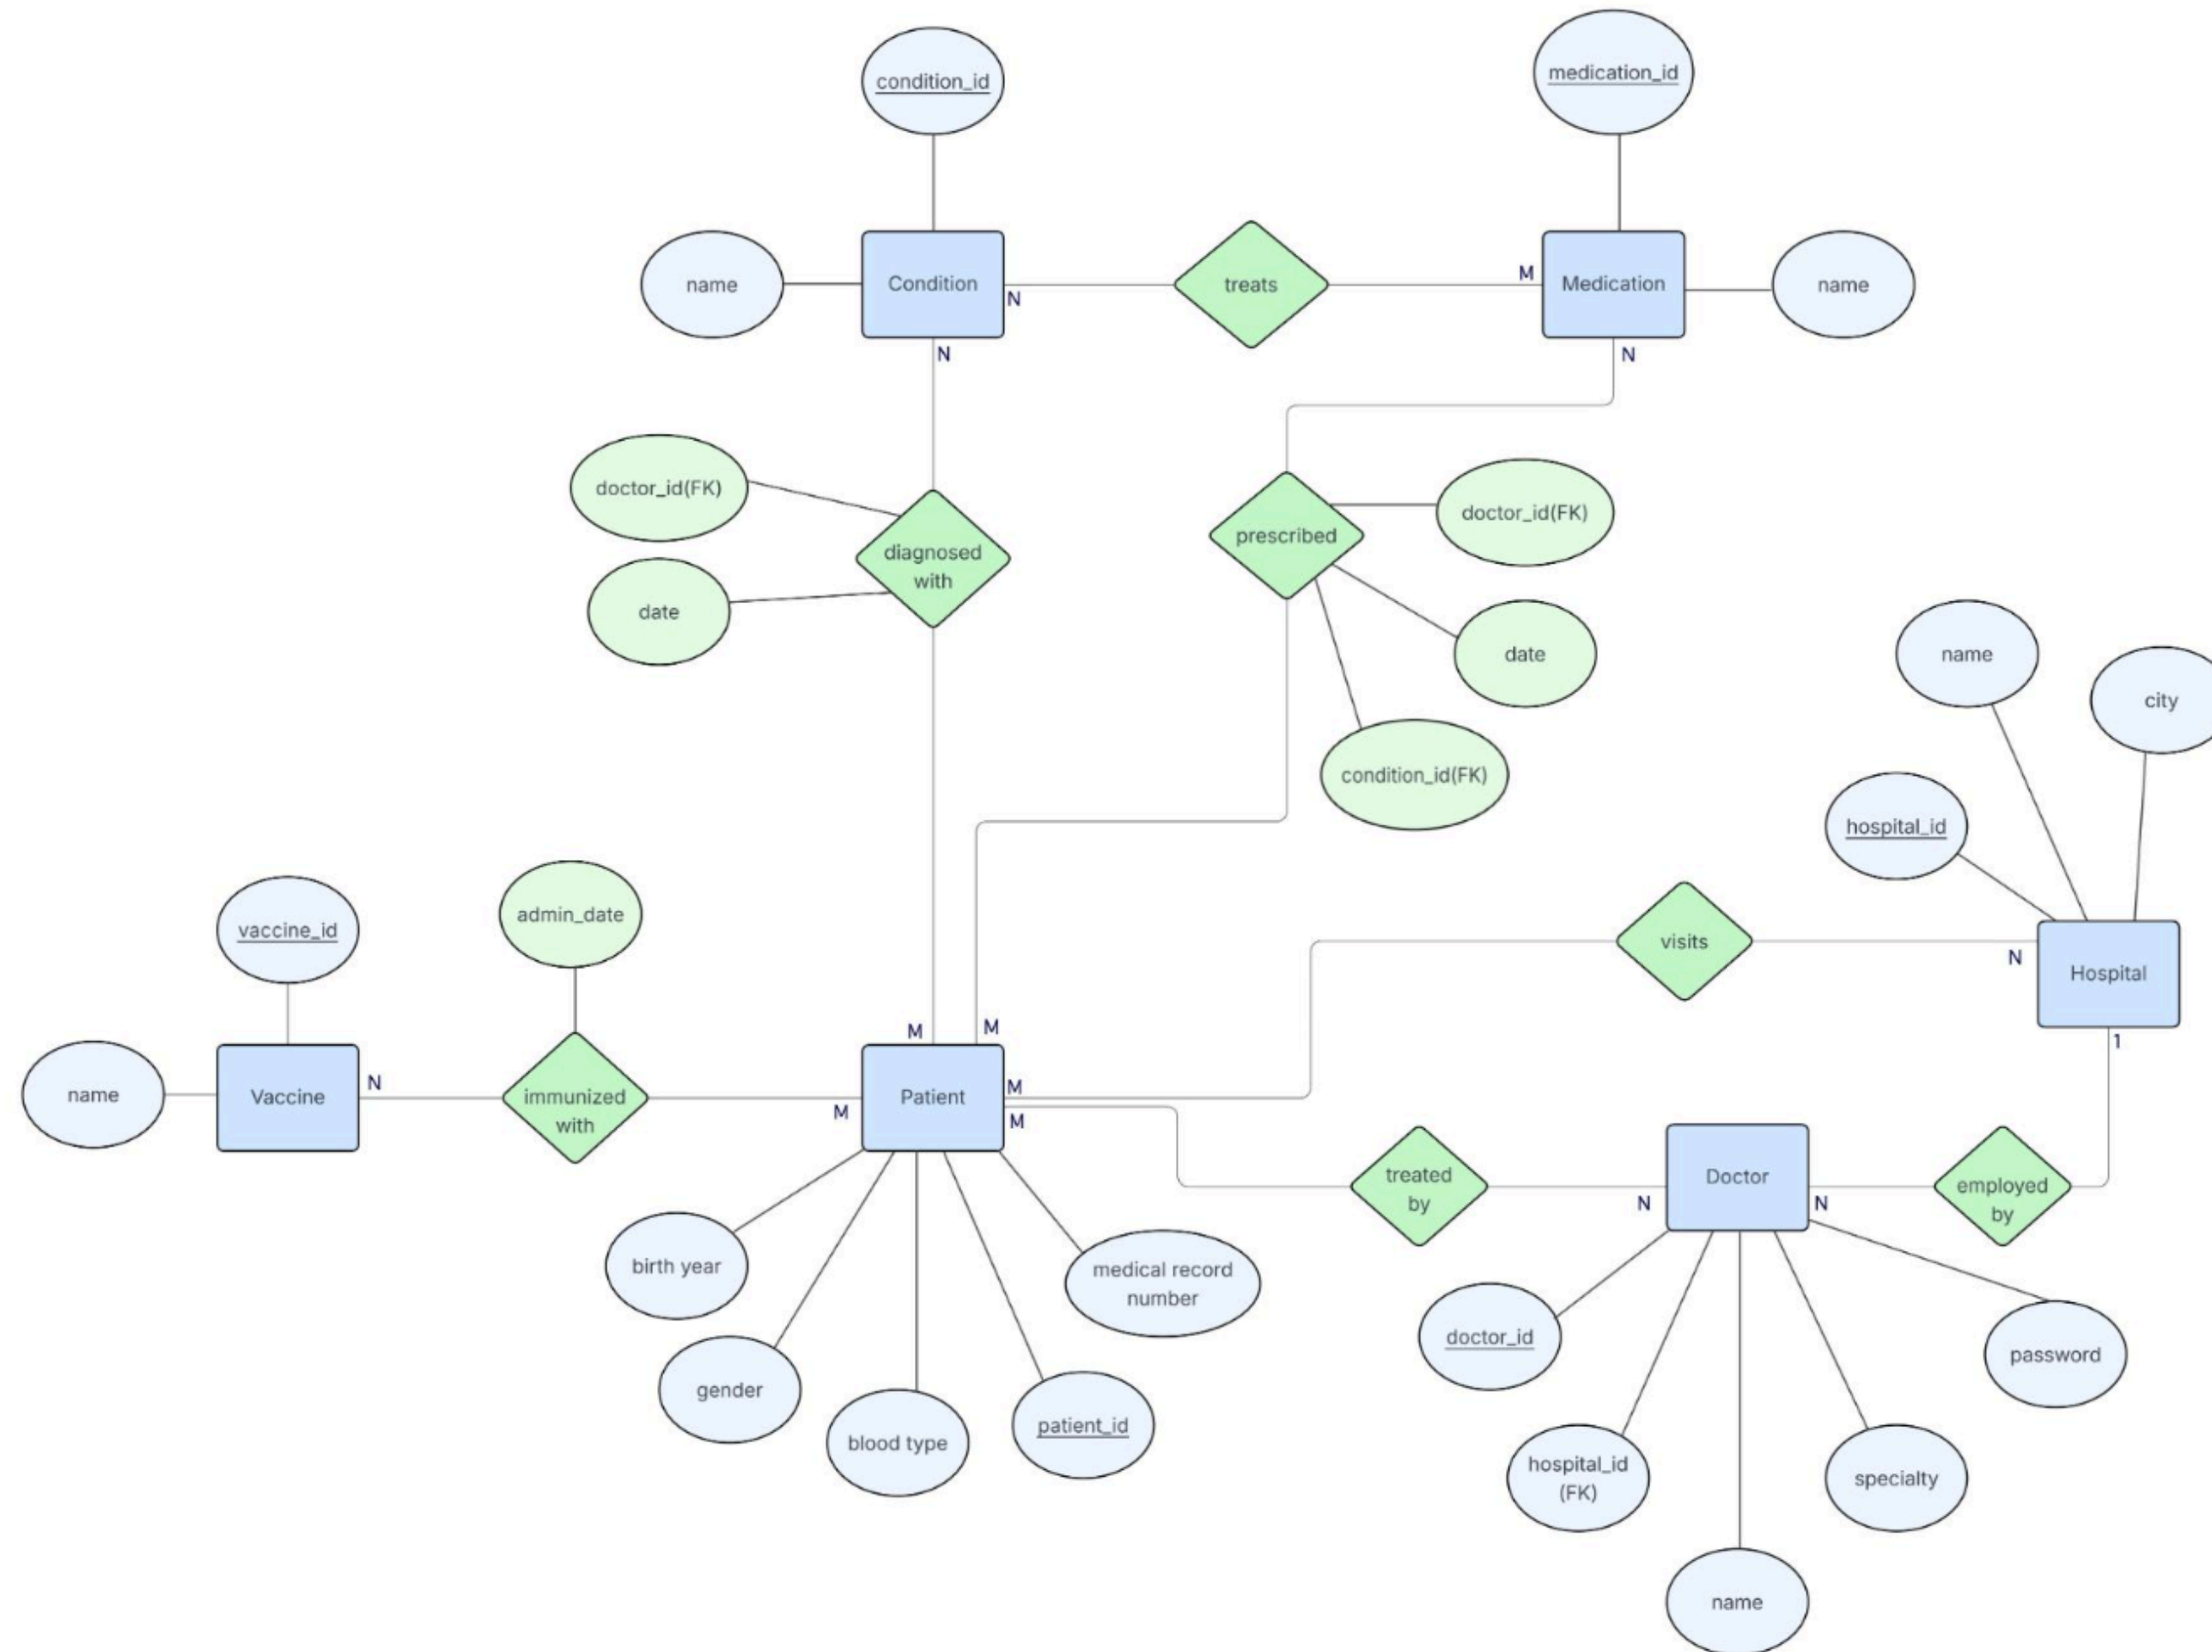 condition_id
medication_id
name
Condition
N
treats
M
Medication
name
N
N
doctor_id(FK)
diagnosed
with
date
prescribed
doctor_id(FK)
date
condition_id(FK)
name
city
hospital_id
vaccine_id
admin_date
visits
N
Hospital
1
name
Vaccine
N
immunized
with
M
M
M
Patient
M
M
treated
by
N
Doctor
N
employed
by
birth year
gender
blood type
patient_id
medical record
number
doctor_id
hospital_id
(FK)
name
specialty
password